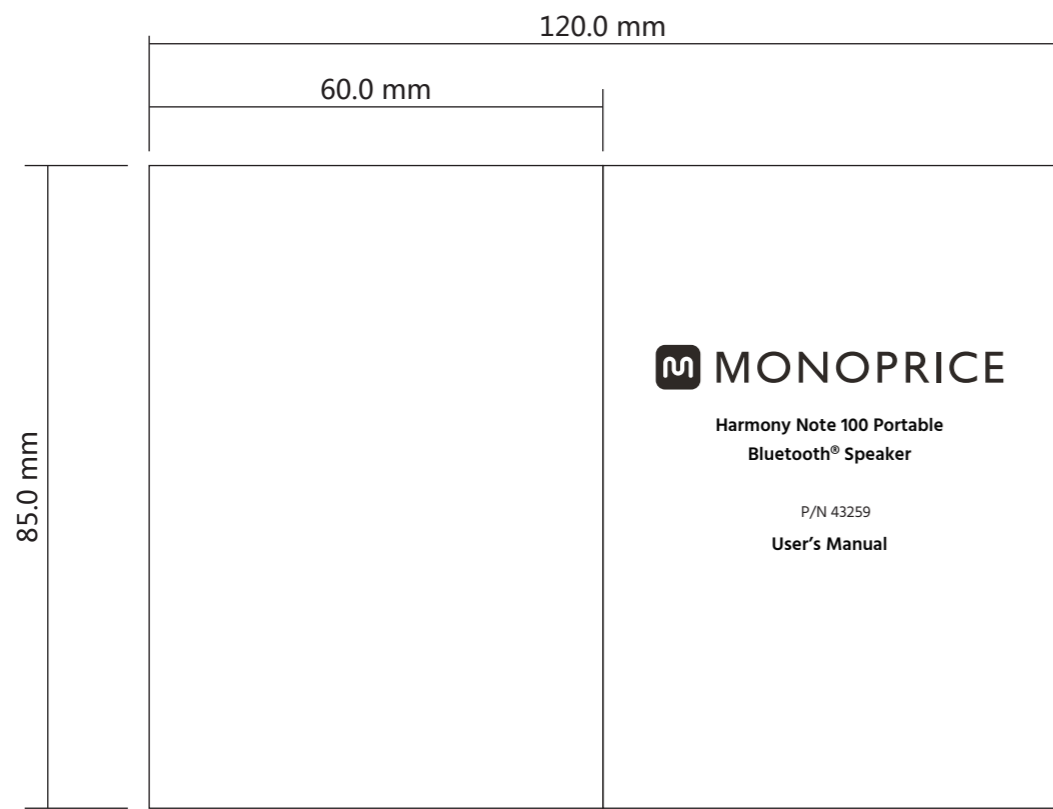 120.0 mm
60.0 mm
85.0 mm
MONOPRICE
Harmony Note 100 Portable
Bluetooth® Speaker
P/N 43259
User’s Manual